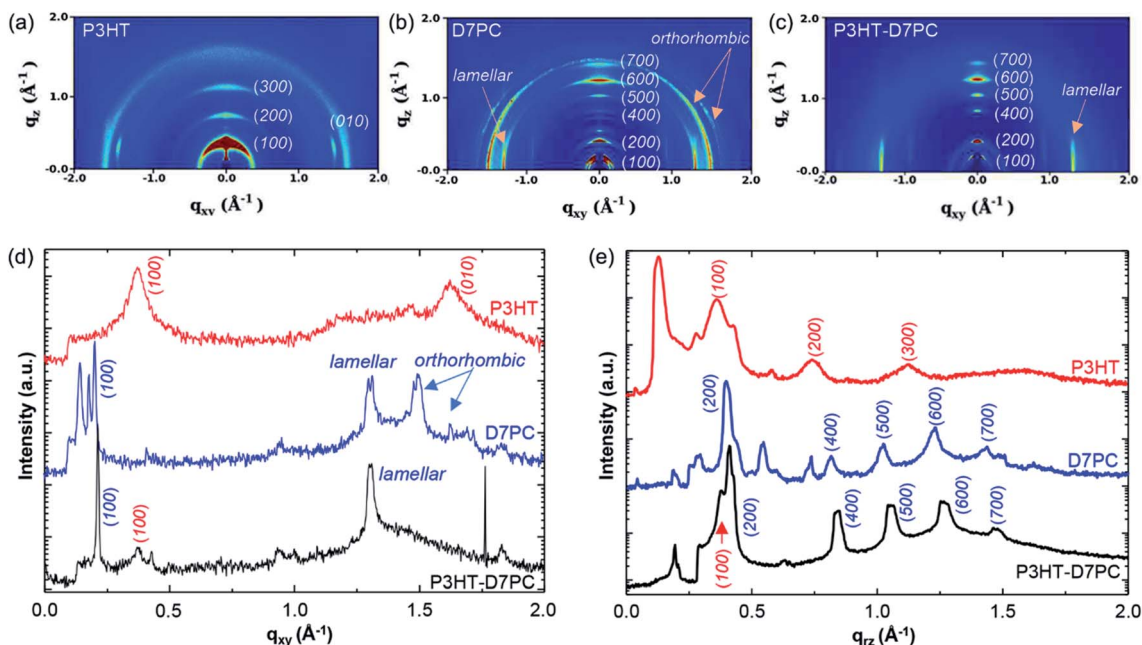 (a) P3HT
2.0
1.0
-0.0
-2.0 -1.0 0.0 1.0 2.0
q_z (Å⁻¹)
q_xy (Å⁻¹)
(300)
(200)
(100)
(010)
(b) D7PC
2.0
1.0
-0.0
-2.0 -1.0 0.0 1.0 2.0
q_z (Å⁻¹)
q_xy (Å⁻¹)
lamellar
orthorhombic
(700)
(600)
(500)
(400)
(200)
(100)
(c) P3HT-D7PC
2.0
1.0
-0.0
-2.0 -1.0 0.0 1.0 2.0
q_z (Å⁻¹)
q_xy (Å⁻¹)
(700)
(600)
(500)
(400)
(200)
(100)
lamellar
(d)
Intensity (a.u.)
(100)
(010)
P3HT
(100)
lamellar
orthorhombic
D7PC
(100)
(100)
lamellar
P3HT-D7PC
0.0 0.5 1.0 1.5 2.0
q_xy (Å⁻¹)
(e)
Intensity (a.u.)
(100)
(200)
(300)
P3HT
(200)
(400)
(500)
(600)
(700)
D7PC
(100)
(200)
(400)
(500)
(600)
(700)
P3HT-D7PC
0.0 0.5 1.0 1.5 2.0
q_rz (Å⁻¹)